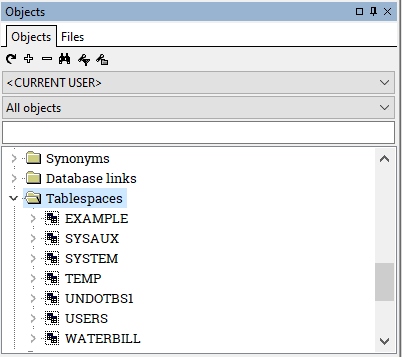 Objects
Objects Files
<CURRENT USER>
All objects
Synonyms
Database links
Tablespaces
EXAMPLE
SYSAUX
SYSTEM
TEMP
UNDOTBS1
USERS
WATERBILL